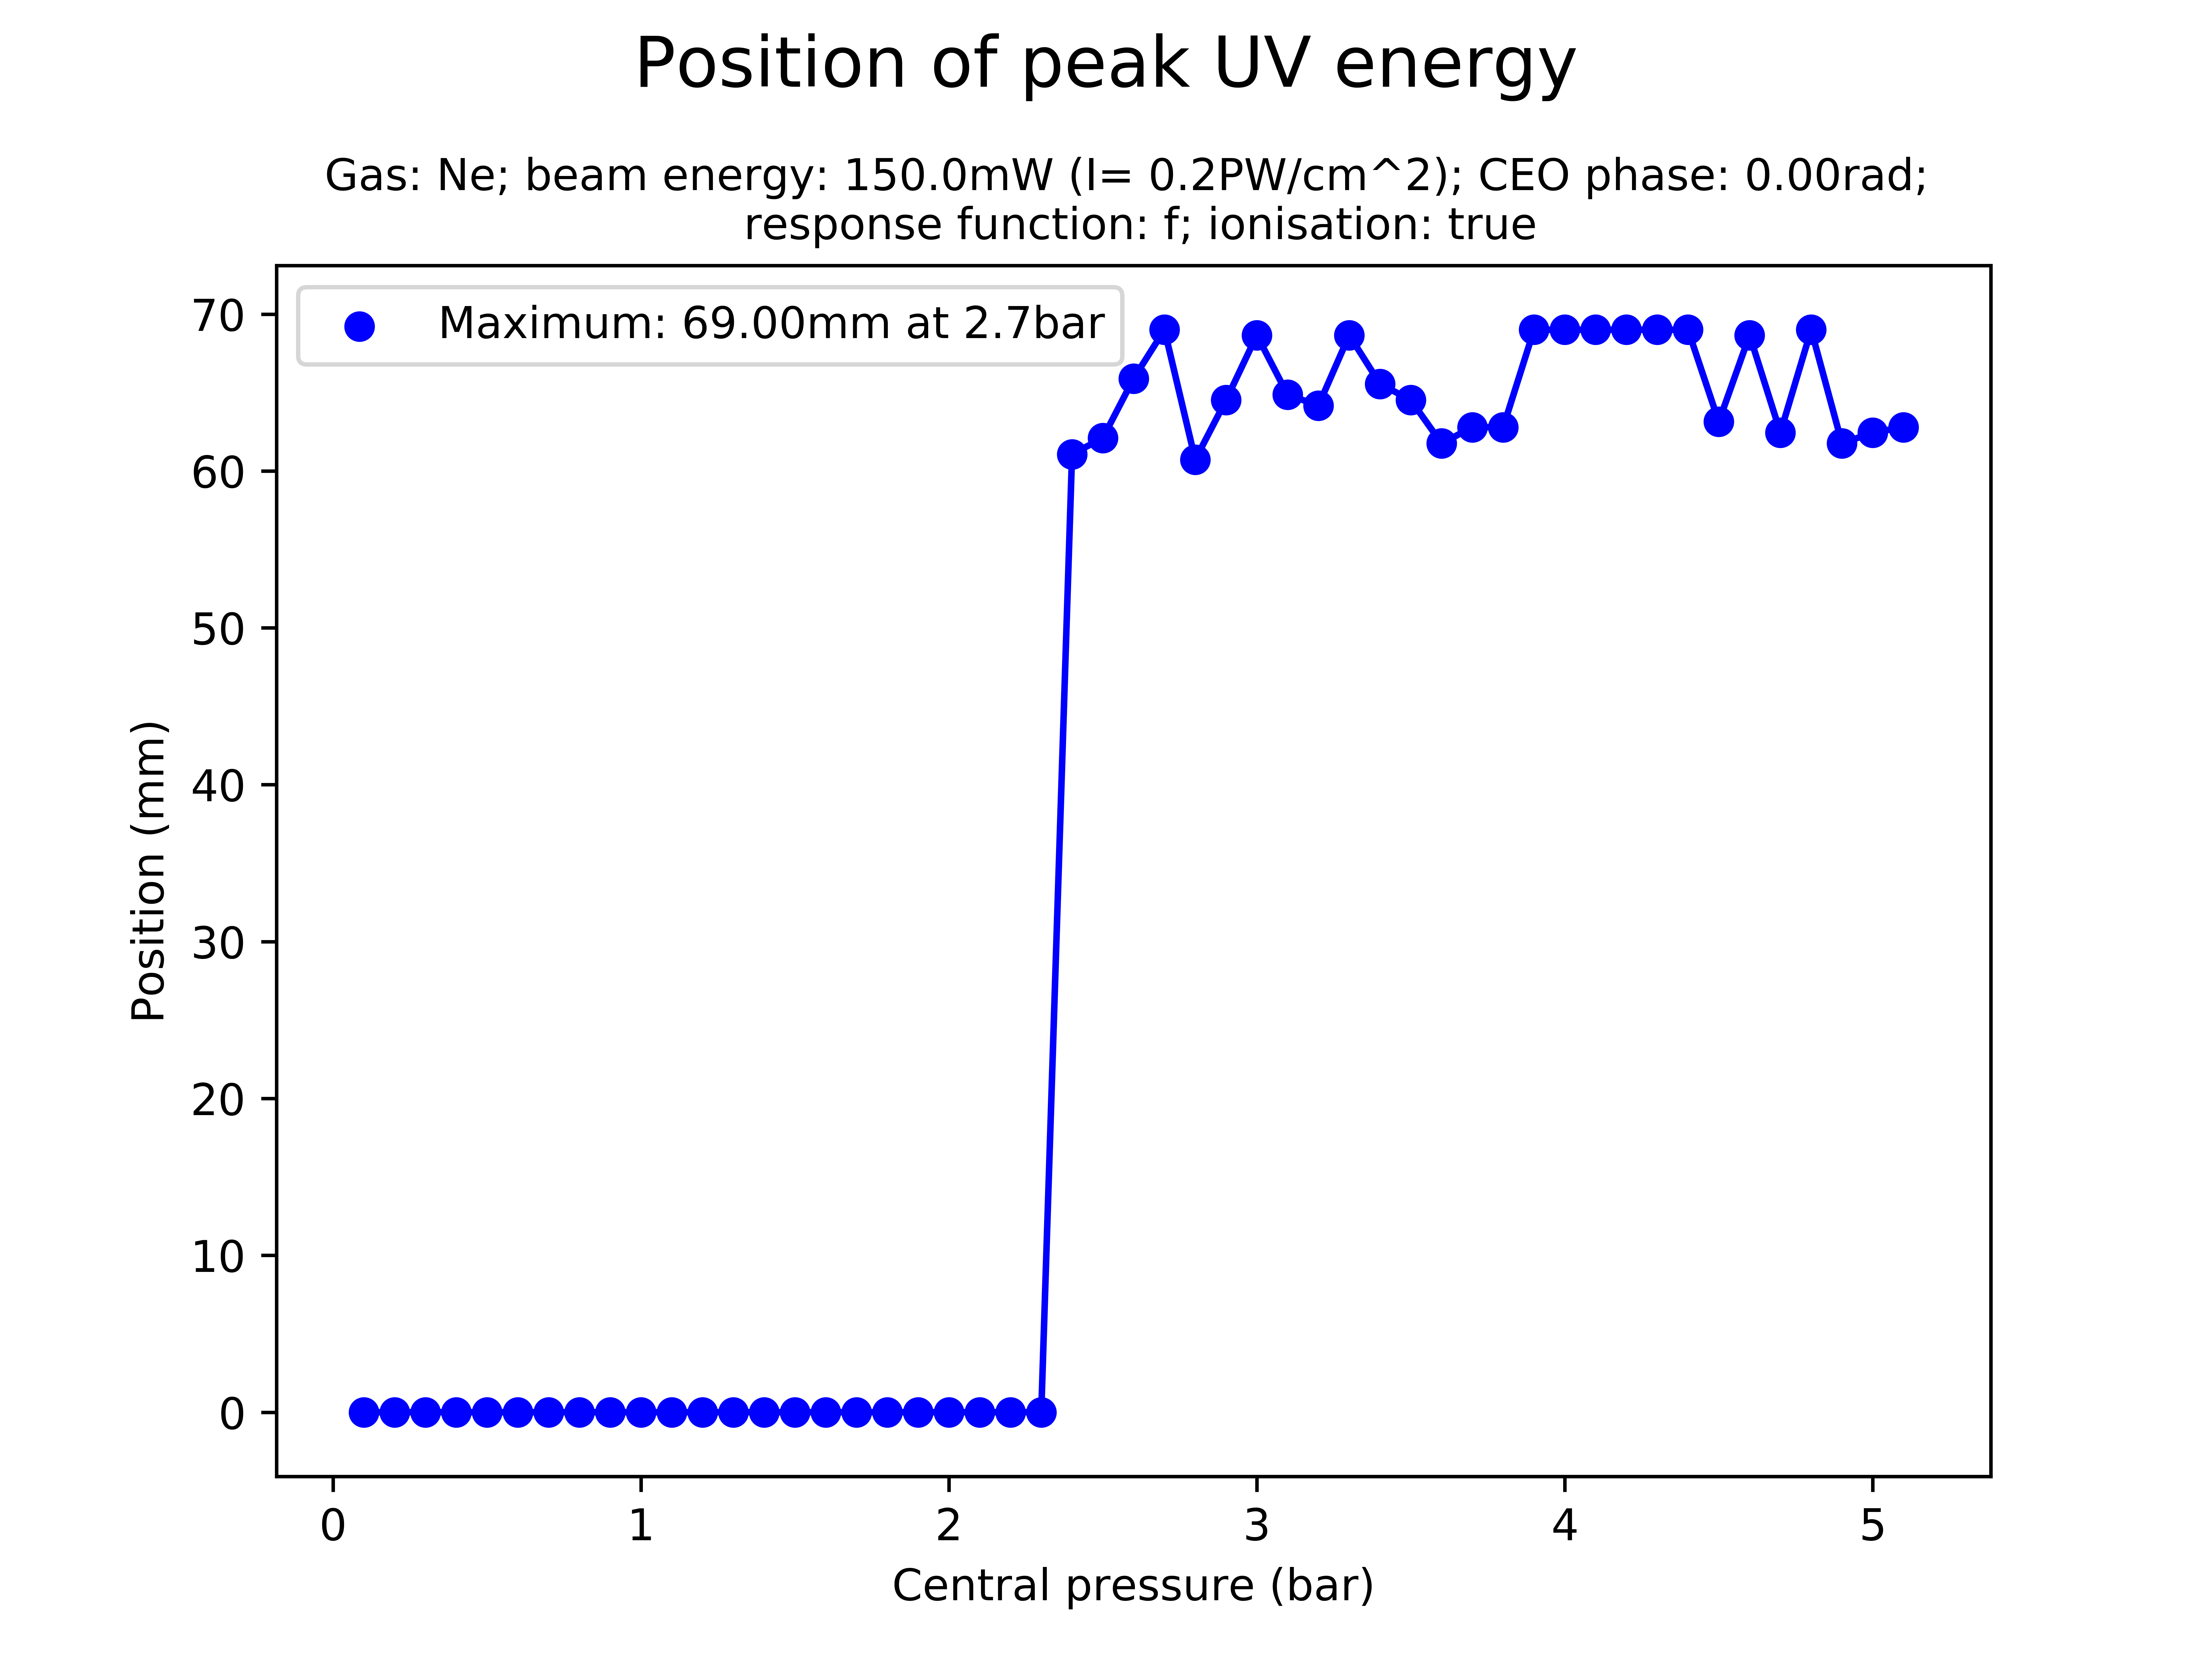 Position of peak UV energy
Gas: Ne; beam energy: 150.0mW (I= 0.2PW/cm^2); CEO phase: 0.00rad;
response function: f; ionisation: true
Maximum: 69.00mm at 2.7bar
70
60
50
40
30
20
10
0
Position (mm)
0 1 2 3 4 5
Central pressure (bar)